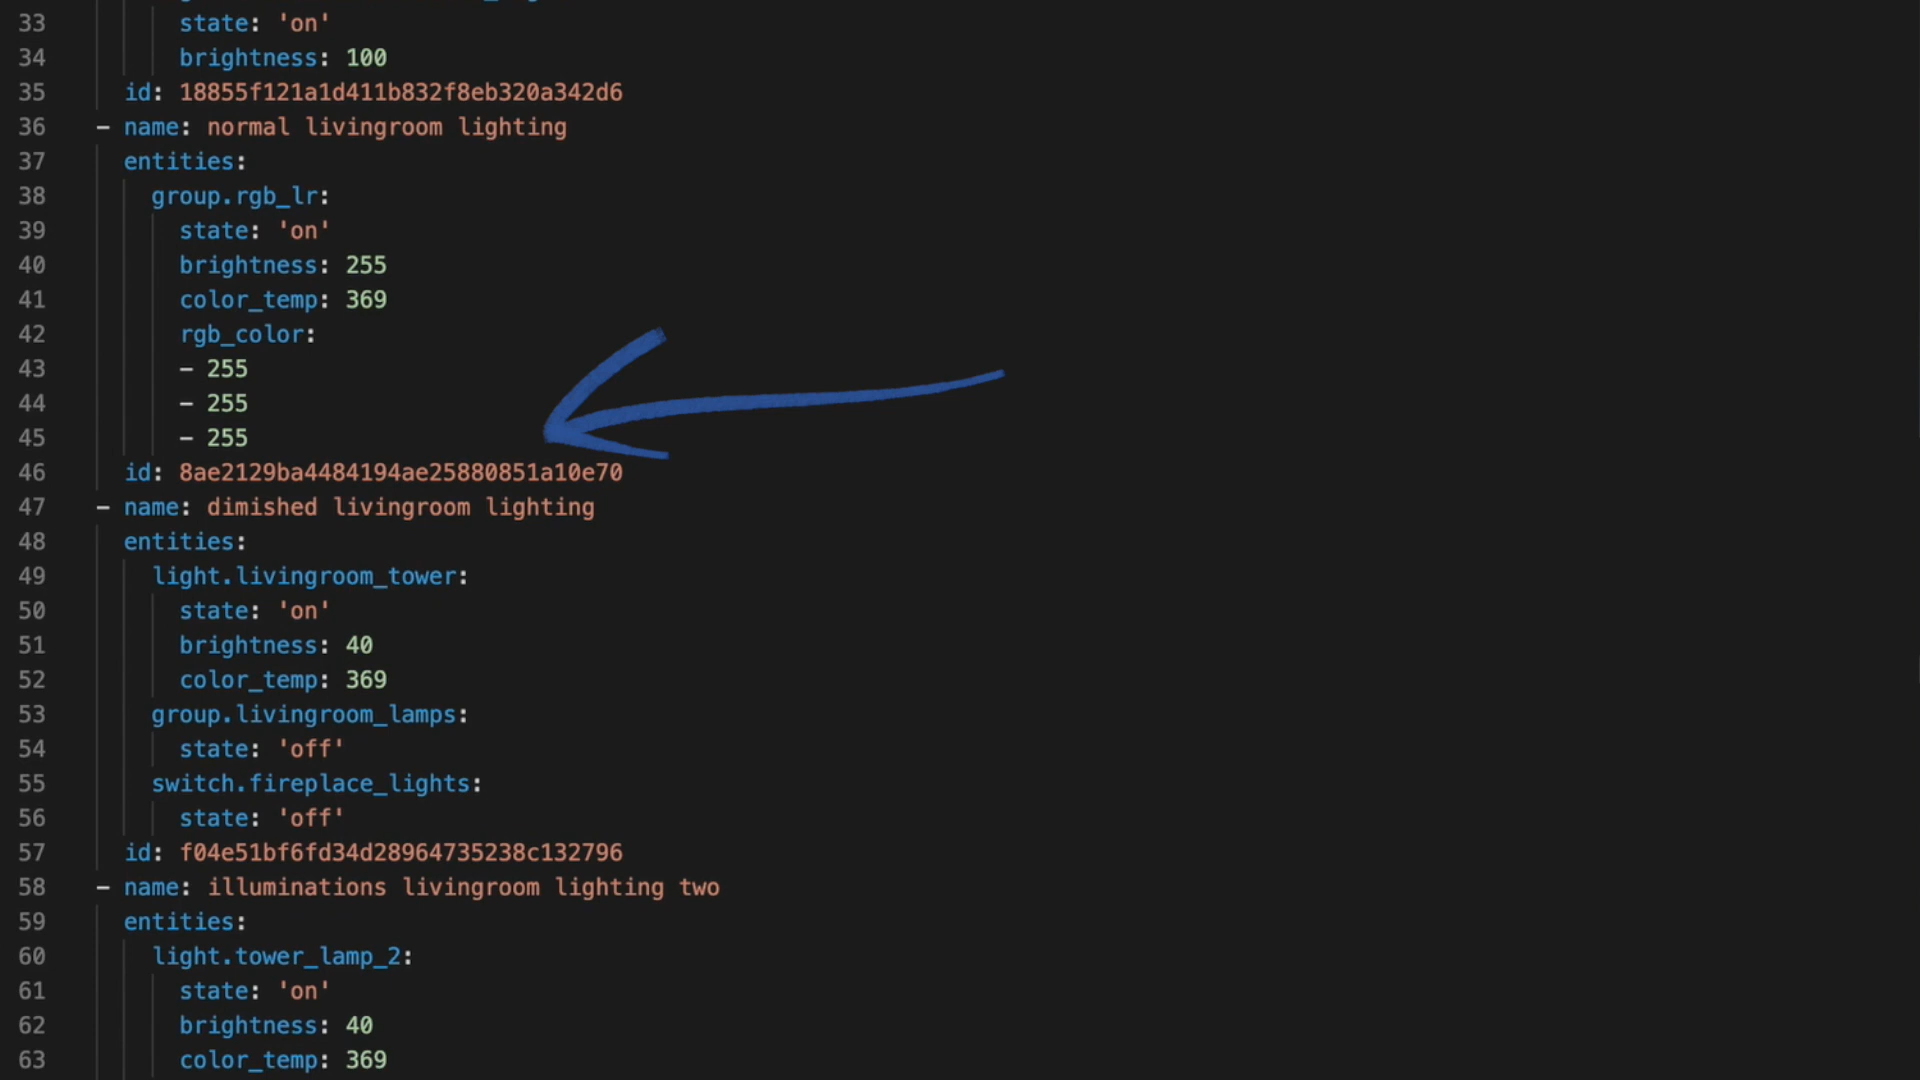 33 state: 'on'
34 brightness: 100
35 id: 18855f121a1d411b832f8eb320a342d6
36 - name: normal livingroom lighting
37 entities:
38 group.rgb_lr:
39 state: 'on'
40 brightness: 255
41 color_temp: 369
42 rgb_color:
43 - 255
44 - 255
45 - 255
46 id: 8ae2129ba4484194ae25880851a10e70
47 - name: dimished livingroom lighting
48 entities:
49 light.livingroom_tower:
50 state: 'on'
51 brightness: 40
52 color_temp: 369
53 group.livingroom_lamps:
54 state: 'off'
55 switch.fireplace_lights:
56 state: 'off'
57 id: f04e51bf6fd34d28964735238c132796
58 - name: illuminations livingroom lighting two
59 entities:
60 light.tower_lamp_2:
61 state: 'on'
62 brightness: 40
63 color_temp: 369